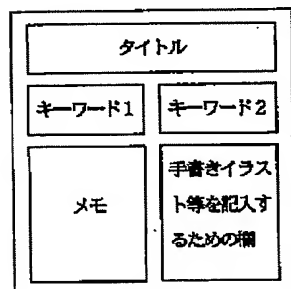 タイトル
キーワード1
キーワード2
メモ
手書きイラス
ト等を記入す
るための欄